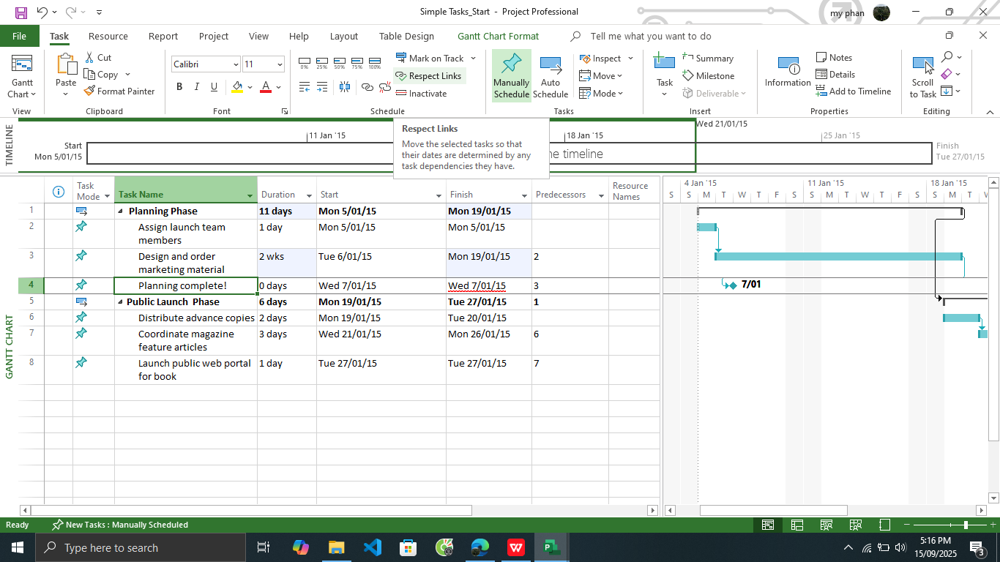 Simple Tasks_Start - Project Professional
my phan
File Task Resource Report Project View Help Layout Table Design Gantt Chart Format Tell me what you want to do
Gantt
Chart
View
Paste
Cut
Copy
Format Painter
Clipboard
Calibri 11
B I U A
Font
0% 25% 50% 75% 100%
Mark on Track
Respect Links
Inactivate
Schedule
Manually
Schedule
Auto
Schedule
Inspect
Move
Mode
Tasks
Task
Summary
Milestone
Deliverable
Insert
Information
Notes
Details
Add to Timeline
Properties
Scroll
to Task
Editing
Respect Links
Move the selected tasks so that
their dates are determined by any
task dependencies they have.
TIMELINE
Wed 21/01/15
11 Jan '15 18 Jan '15 25 Jan '15
Start
Mon 5/01/15
he timeline
Finish
Tue 27/01/15
GANTT CHART
Task
Mode Task Name Duration Start Finish Predecessors Resource
Names
1 Planning Phase 11 days Mon 5/01/15 Mon 19/01/15
2 Assign launch team
members 1 day Mon 5/01/15 Mon 5/01/15
3 Design and order
marketing material 2 wks Tue 6/01/15 Mon 19/01/15 2
4 Planning complete! 0 days Wed 7/01/15 Wed 7/01/15 3
5 Public Launch Phase 6 days Mon 19/01/15 Tue 27/01/15 1
6 Distribute advance copies 2 days Mon 19/01/15 Tue 20/01/15
7 Coordinate magazine
feature articles 3 days Wed 21/01/15 Mon 26/01/15 6
8 Launch public web portal
for book 1 day Tue 27/01/15 Tue 27/01/15 7
4 Jan '15 11 Jan '15 18 Jan '15
S S M T W T F S S M T W T F S S M T W
7/01
Ready New Tasks : Manually Scheduled
Type here to search
5:16 PM
15/09/2025
3